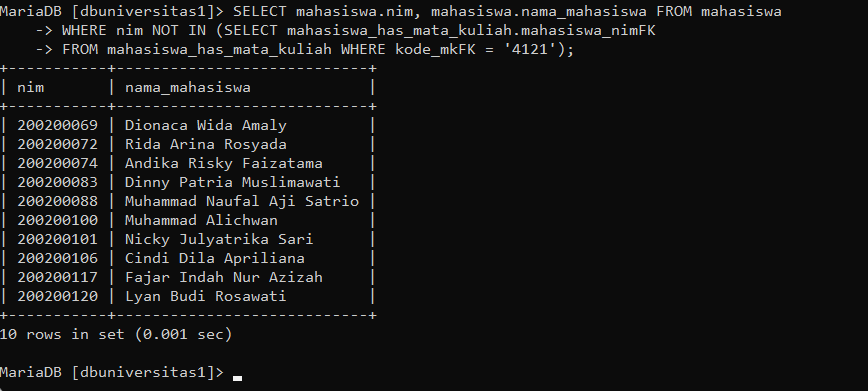 MariaDB [dbuniversitas1]> SELECT mahasiswa.nim, mahasiswa.nama_mahasiswa FROM mahasiswa
    -> WHERE nim NOT IN (SELECT mahasiswa_has_mata_kuliah.mahasiswa_nimFK
    -> FROM mahasiswa_has_mata_kuliah WHERE kode_mkFK = '4121');
+-----------+---------------------------+
| nim       | nama_mahasiswa            |
+-----------+---------------------------+
| 200200069 | Dionaca Wida Amaly        |
| 200200072 | Rida Arina Rosyada        |
| 200200074 | Andika Risky Faizatama    |
| 200200083 | Dinny Patria Muslimawati  |
| 200200088 | Muhammad Naufal Aji Satrio |
| 200200100 | Muhammad Alichwan         |
| 200200101 | Nicky Julyatrika Sari     |
| 200200106 | Cindi Dila Apriliana      |
| 200200117 | Fajar Indah Nur Azizah    |
| 200200120 | Lyan Budi Rosawati        |
+-----------+---------------------------+
10 rows in set (0.001 sec)
MariaDB [dbuniversitas1]>